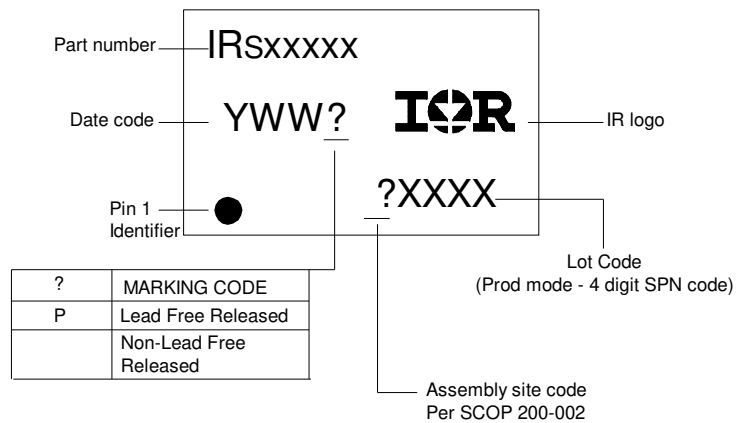 Part number
IRSxxxxx
Date code
YWW?
IOR
IR logo
?XXXX
Pin 1
Identifier
Lot Code
(Prod mode - 4 digit SPN code)
? MARKING CODE
P Lead Free Released
Non-Lead Free
Released
Assembly site code
Per SCOP 200-002